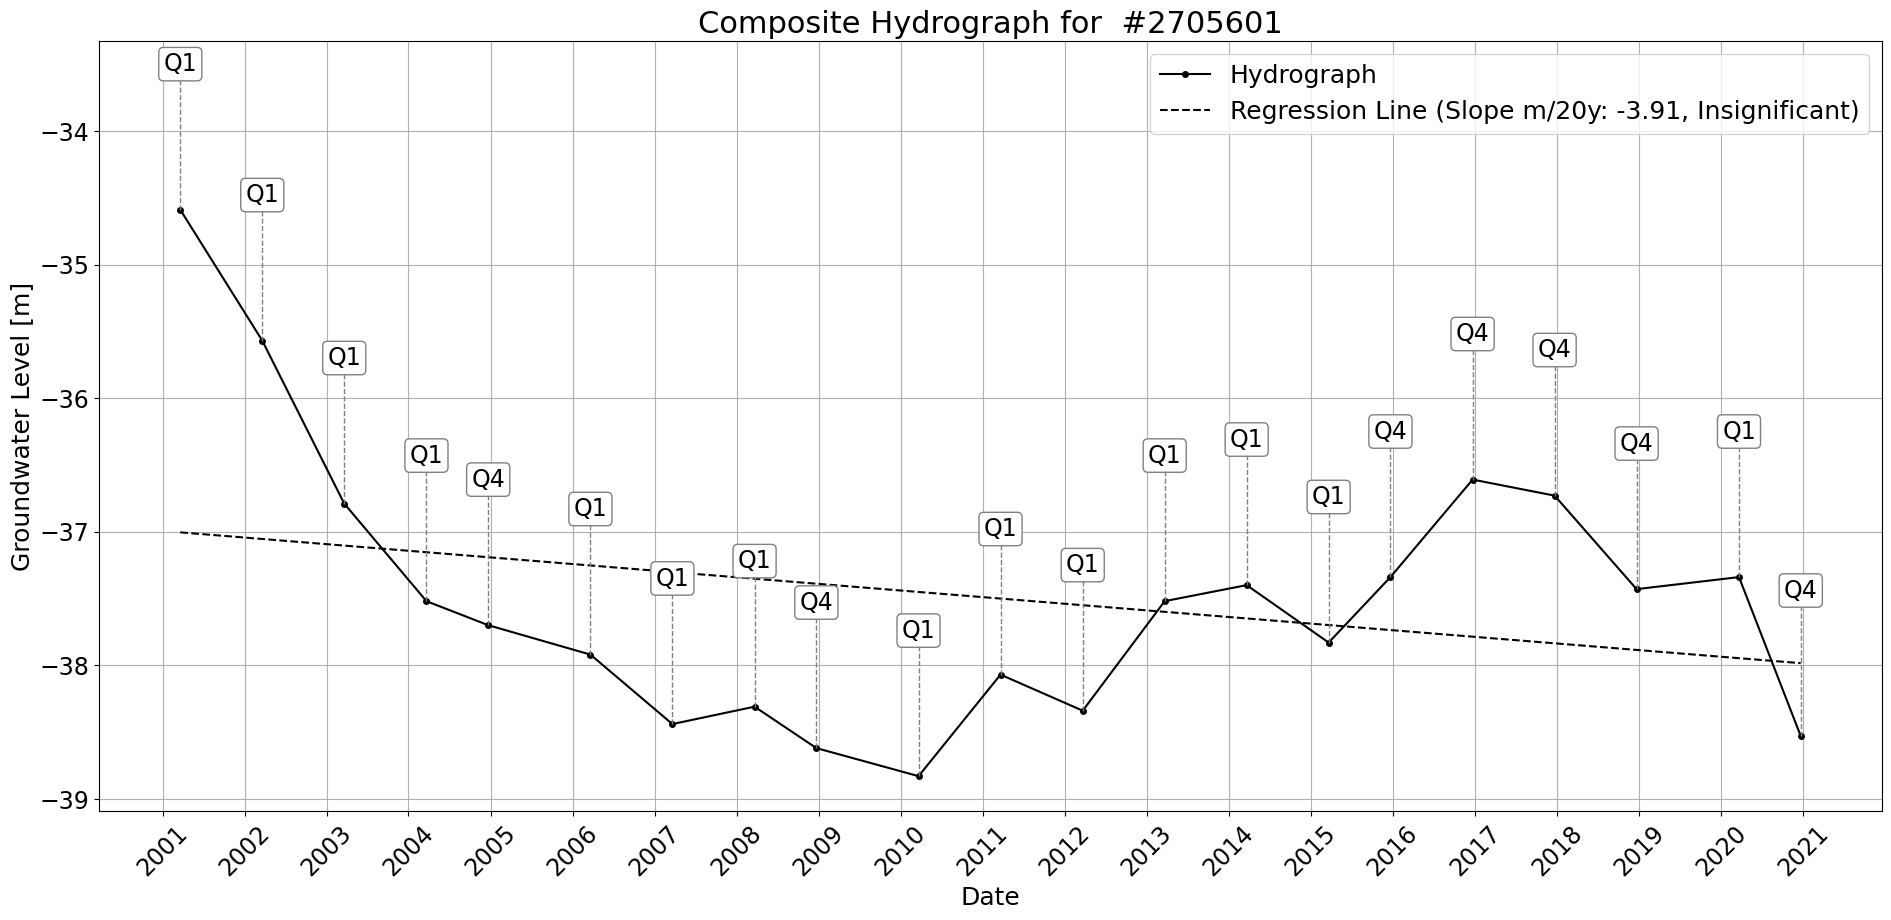 Composite Hydrograph for  #2705601
Hydrograph
Regression Line (Slope m/20y: -3.91, Insignificant)
Groundwater Level [m]
−34
−35
−36
−37
−38
−39
Q1
Q1
Q1
Q1
Q4
Q1
Q1
Q1
Q4
Q1
Q1
Q1
Q1
Q1
Q1
Q4
Q4
Q4
Q4
Q1
Q4
2001
2002
2003
2004
2005
2006
2007
2008
2009
2010
2011
2012
2013
2014
2015
2016
2017
2018
2019
2020
2021
Date